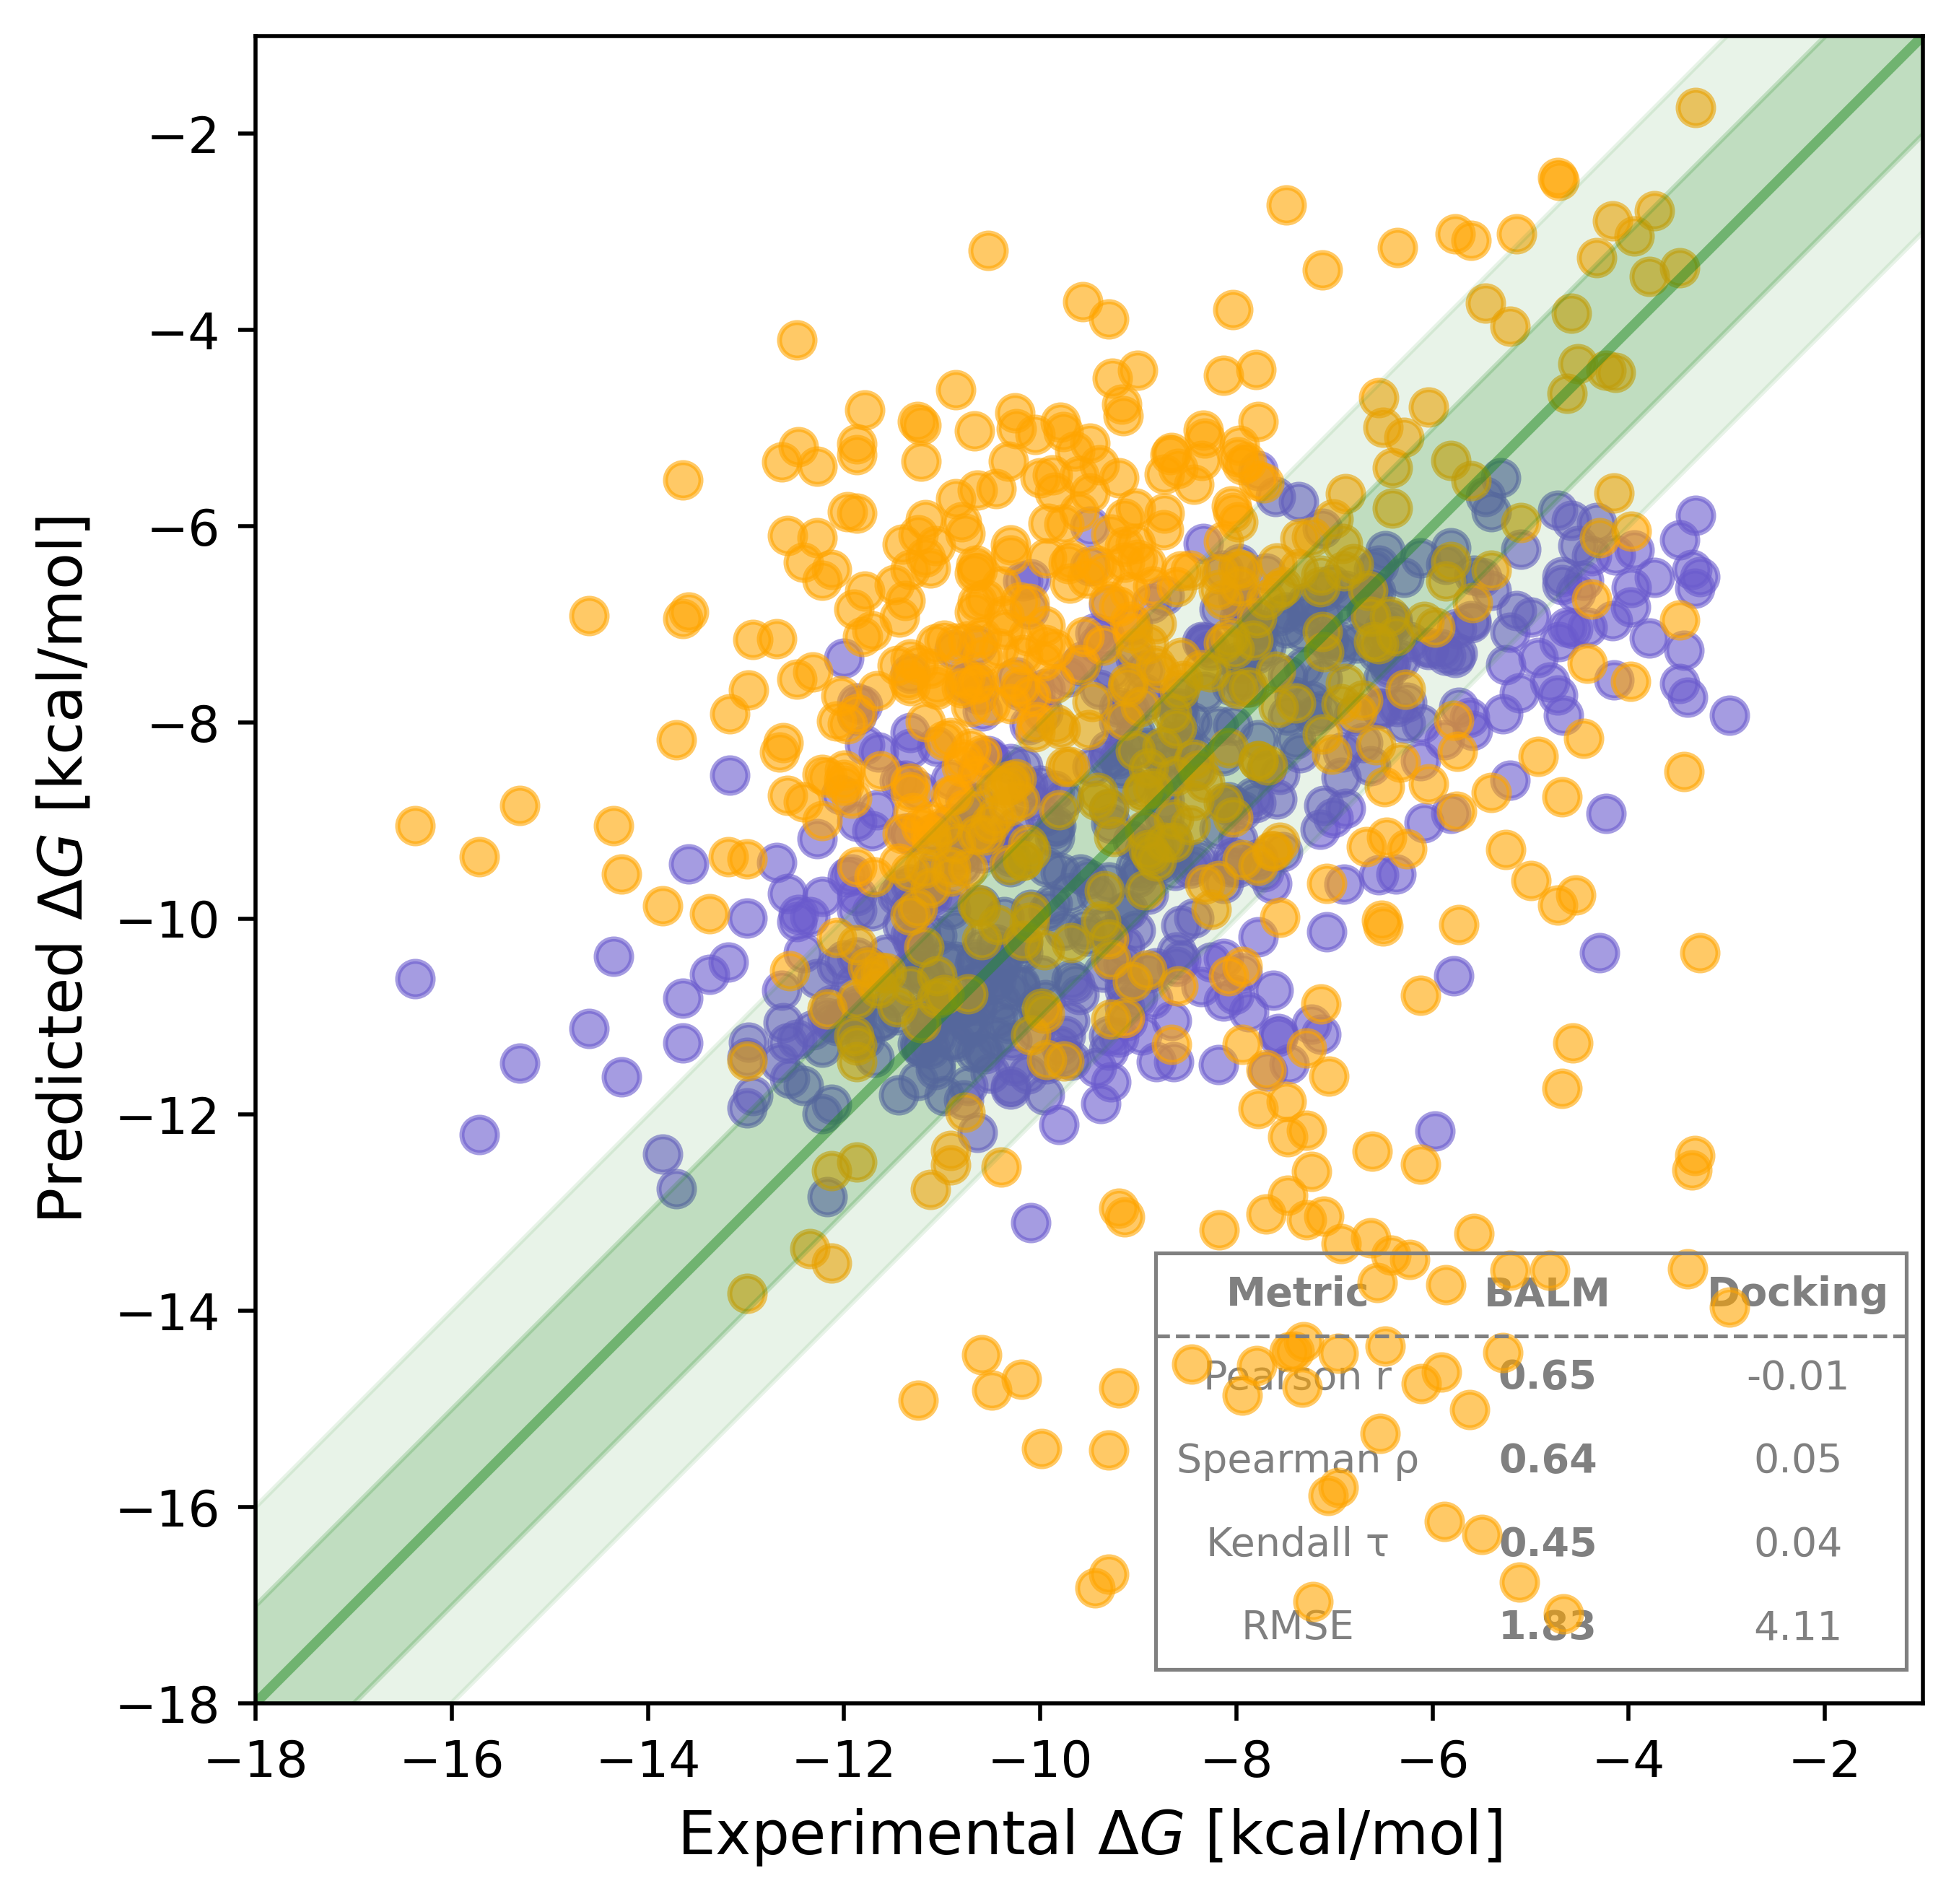 Predicted ΔG [kcal/mol]
−2
−4
−6
−8
−10
−12
−14
−16
−18
Metric BALM Docking
Pearson r 0.65 -0.01
Spearman ρ 0.64 0.05
Kendall τ 0.45 0.04
RMSE 1.83 4.11
−18 −16 −14 −12 −10 −8 −6 −4 −2
Experimental ΔG [kcal/mol]